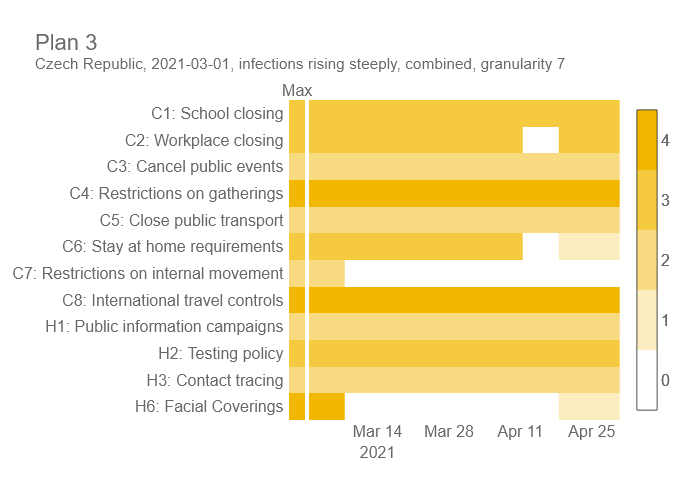 Plan 3
Czech Republic, 2021-03-01, infections rising steeply, combined, granularity 7
Max
C1: School closing
C2: Workplace closing
C3: Cancel public events
C4: Restrictions on gatherings
C5: Close public transport
C6: Stay at home requirements
C7: Restrictions on internal movement
C8: International travel controls
H1: Public information campaigns
H2: Testing policy
H3: Contact tracing
H6: Facial Coverings
Mar 14 Mar 28 Apr 11 Apr 25
2021
4
3
2
1
0